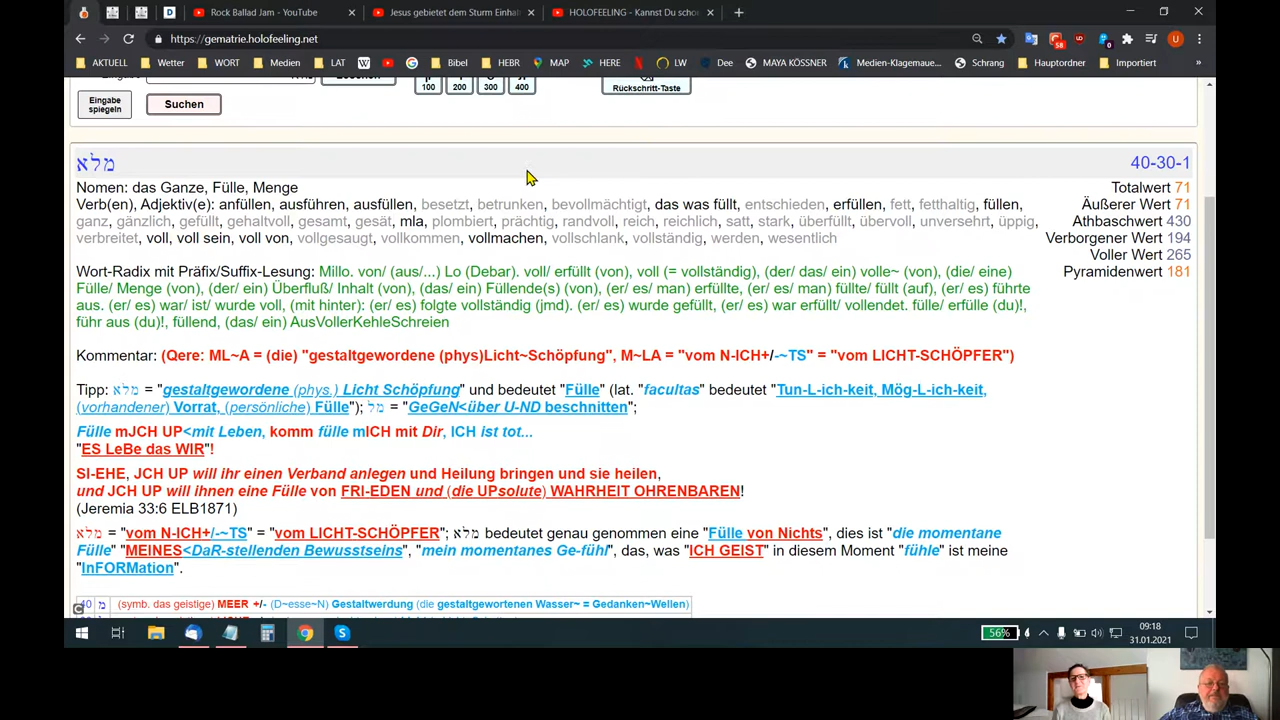 Rock Ballad Jam - YouTube
Jesus gebietet dem Sturm Einhal
HOLOFEELING - Kannst Du scho
https://gematrie.holofeeling.net
AKTUELL Wetter WORT Medien LAT Bibel HEBR MAP HERE LW Dee MAYA KÖSSNER Medien-Klagemaue... Schrang Hauptordner Importiert
100 200 300 400
Rückschritt-Taste
Eingabe spiegeln
Suchen
מלא 40-30-1
Nomen: das Ganze, Fülle, Menge
Totalwert 71
Verb(en), Adjektiv(e): anfüllen, ausführen, ausfüllen, besetzt, betrunken, bevollmächtigt, das was füllt, entschieden, erfüllen, fett, fetthaltig, füllen,
Äußerer Wert 71
ganz, gänzlich, gefüllt, gehaltvoll, gesamt, gesät, mla, plombiert, prächtig, randvoll, reich, reichlich, satt, stark, überfüllt, übervoll, unversehrt, üppig,
Athbaschwert 430
verbreitet, voll, voll sein, voll von, vollgesaugt, vollkommen, vollmachen, vollschlank, vollständig, werden, wesentlich
Verborgener Wert 194
Voller Wert 265
Wort-Radix mit Präfix/Suffix-Lesung: Millo. von/ (aus/...) Lo (Debar). voll/ erfüllt (von), voll (= vollständig), (der/ das/ ein) volle~ (von), (die/ eine)
Pyramidenwert 181
Fülle/ Menge (von), (der/ ein) Überfluß/ Inhalt (von), (das/ ein) Füllende(s) (von), (er/ es/ man) erfüllte, (er/ es/ man) füllte/ füllt (auf), (er/ es) führte
aus. (er/ es) war/ ist/ wurde voll, (mit hinter): (er/ es) folgte vollständig (jmd). (er/ es) wurde gefüllt, (er/ es) war erfüllt/ vollendet. fülle/ erfülle (du)!,
führ aus (du)!, füllend, (das/ ein) AusVollerKehleSchreien
Kommentar: (Qere: ML~A = (die) "gestaltgewordene (phys)Licht~Schöpfung", M~LA = "vom N-ICH+/-~TS" = "vom LICHT-SCHÖPFER")
Tipp: מלא = "gestaltgewordene (phys.) Licht Schöpfung" und bedeutet "Fülle" (lat. "facultas" bedeutet "Tun-L-ich-keit, Mög-L-ich-keit,
(vorhandener) Vorrat, (persönliche) Fülle"); מל = "GeGeN<über U-ND beschnitten";
Fülle mJCH UP<mit Leben, komm fülle mICH mit Dir, ICH ist tot...
"ES LeBe das WIR"!
SI-EHE, JCH UP will ihr einen Verband anlegen und Heilung bringen und sie heilen,
und JCH UP will ihnen eine Fülle von FRI-EDEN und (die UPsolute) WAHRHEIT OHRENBAREN!
(Jeremia 33:6 ELB1871)
מלא = "vom N-ICH+/-~TS" = "vom LICHT-SCHÖPFER"; מלא bedeutet genau genommen eine "Fülle von Nichts", dies ist "die momentane
Fülle" "MEINES<DaR-stellenden Bewusstseins", "mein momentanes Ge-fühl", das, was "ICH GEIST" in diesem Moment "fühle" ist meine
"InFORMation".
40 מ (symb. das geistige) MEER +/- (D~esse~N) Gestaltwerdung (die gestaltgewortenen Wasser~ = Gedanken~Wellen)
56%
09:18
31.01.2021